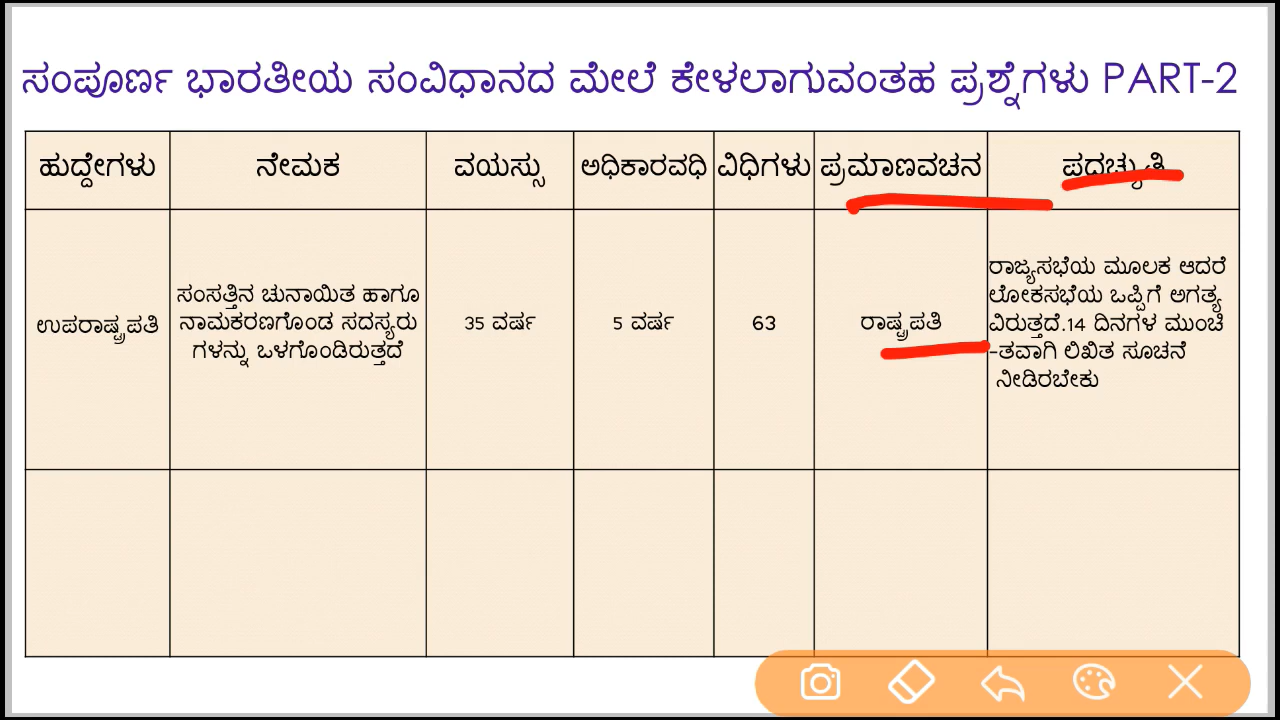 ಸಂಪೂರ್ಣ ಭಾರತೀಯ ಸಂವಿಧಾನದ ಮೇಲೆ ಕೇಳಲಾಗುವಂತಹ ಪ್ರಶ್ನೆಗಳು PART-2
ಹುದ್ದೇಗಳು ನೇಮಕ ವಯಸ್ಸು ಅಧಿಕಾರವಧಿ ವಿಧಿಗಳು ಪ್ರಮಾಣವಚನ ಪದಚ್ಯುತಿ
ಉಪರಾಷ್ಟ್ರಪತಿ
ಸಂಸತ್ತಿನ ಚುನಾಯಿತ ಹಾಗೂ
ನಾಮಕರಣಗೊಂಡ ಸದಸ್ಯರು
ಗಳನ್ನು ಒಳಗೊಂಡಿರುತ್ತದೆ
35 ವರ್ಷ
5 ವರ್ಷ
63
ರಾಷ್ಟ್ರಪತಿ
ರಾಜ್ಯಸಭೆಯ ಮೂಲಕ ಆದರೆ
ಲೋಕಸಭೆಯ ಒಪ್ಪಿಗೆ ಅಗತ್ಯ
ವಿರುತ್ತದೆ.14 ದಿನಗಳ ಮುಂಚಿ
-ತವಾಗಿ ಲಿಖಿತ ಸೂಚನೆ
ನೀಡಿರಬೇಕು